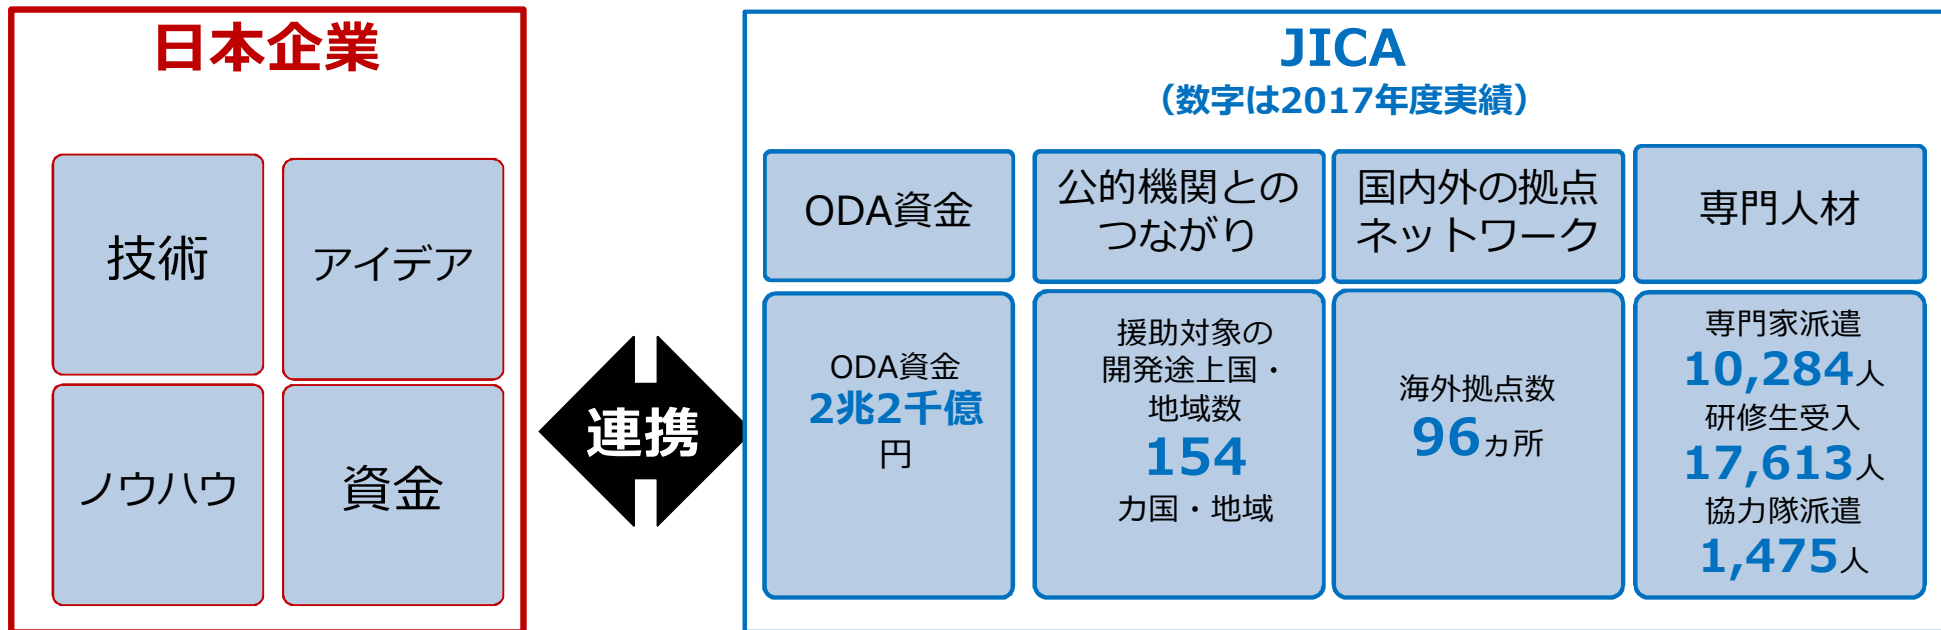 日本企業
技術
アイデア
ノウハウ
資金
連携
JICA
（数字は2017年度実績）
ODA資金
公的機関との
つながり
国内外の拠点
ネットワーク
専門人材
ODA資金
2兆2千億
円
援助対象の
開発途上国・
地域数
154
カ国・地域
海外拠点数
96ヵ所
専門家派遣
10,284人
研修生受入
17,613人
協力隊派遣
1,475人